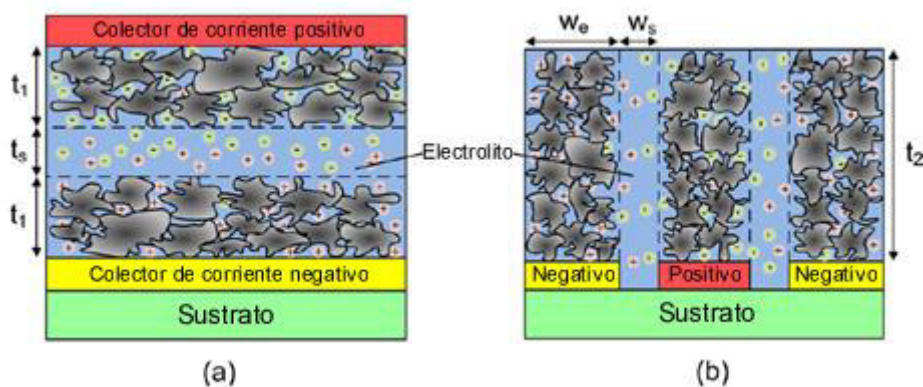 Colector de corriente positivo
t1
ts
t1
Electrolito
Colector de corriente negativo
Sustrato
(a)
we
ws
t2
Negativo
Positivo
Negativo
Sustrato
(b)